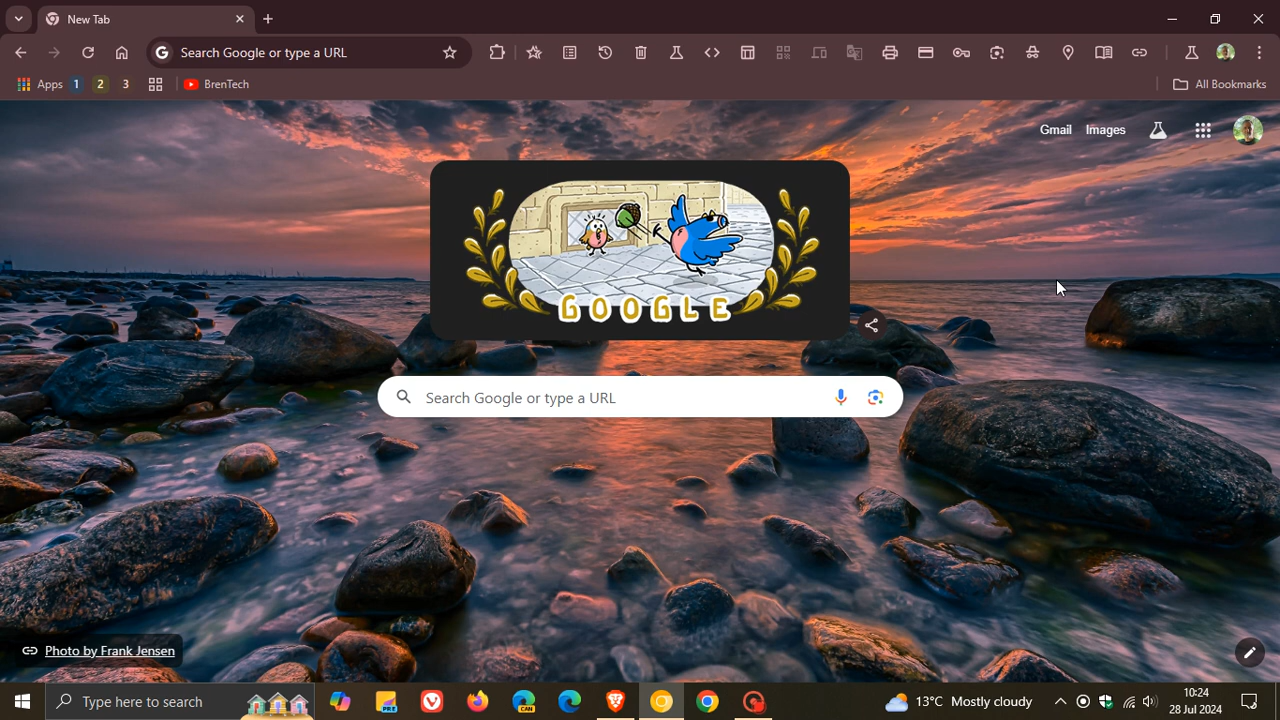 New Tab
Search Google or type a URL
Apps 1 2 3 BrenTech All Bookmarks
Gmail Images
GOOGLE
Search Google or type a URL
Photo by Frank Jensen
Type here to search PRE CAN 13°C Mostly cloudy 10:24
28 Jul 2024